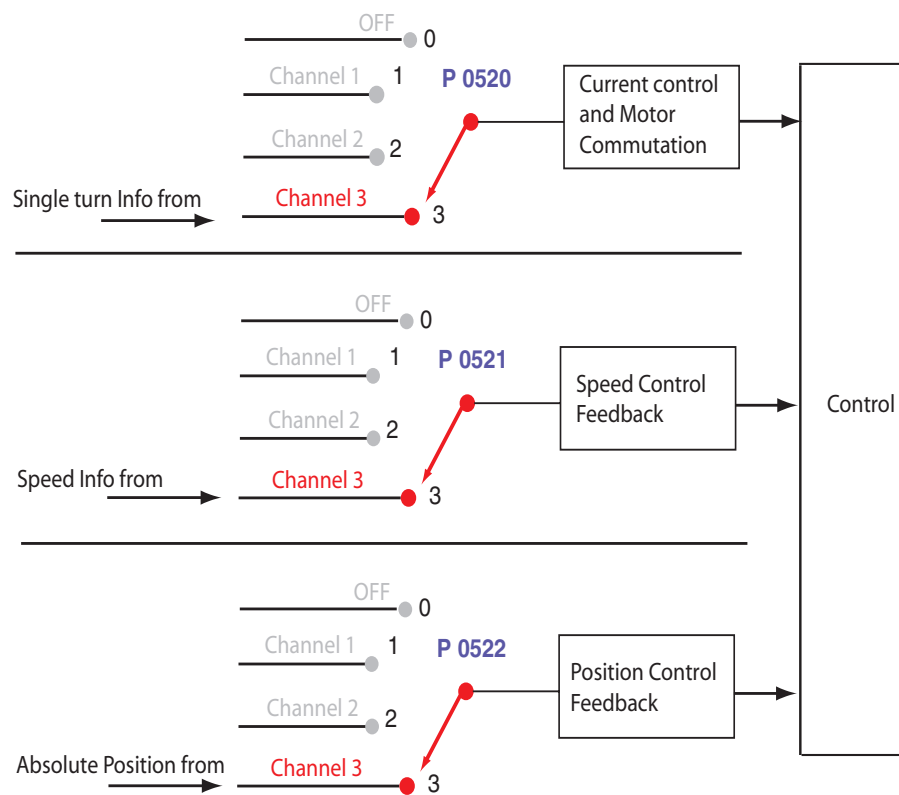 OFF
0
Channel 1
1
P 0520
Current control
and Motor
Commutation
Channel 2
2
Single turn Info from
Channel 3
3
OFF
0
Channel 1
1
P 0521
Speed Control
Feedback
Control
Channel 2
2
Speed Info from
Channel 3
3
OFF
0
Channel 1
1
P 0522
Position Control
Feedback
Channel 2
2
Absolute Position from
Channel 3
3